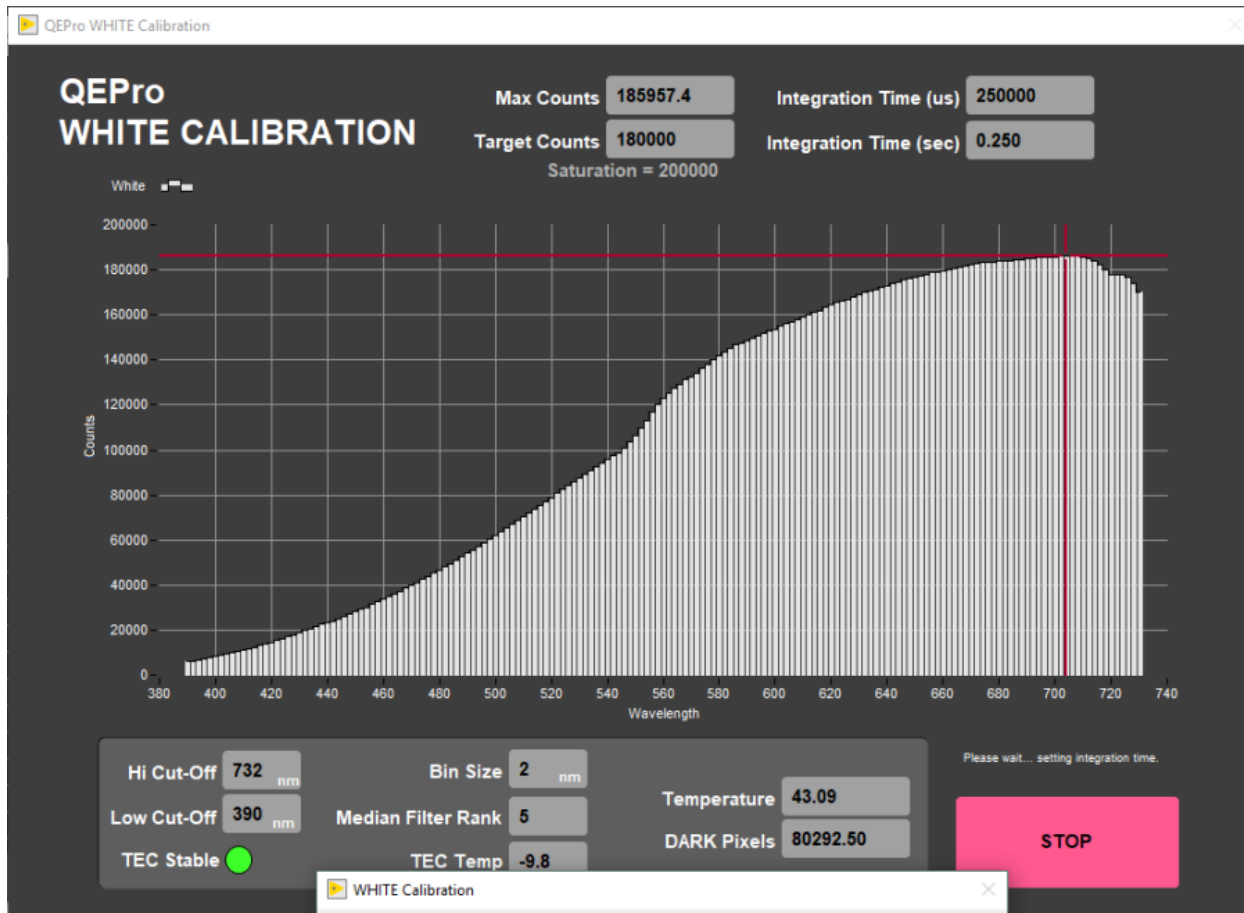 QEPro WHITE Calibration
QEPro
WHITE CALIBRATION
Max Counts 185957.4
Integration Time (us) 250000
Target Counts 180000
Integration Time (sec) 0.250
Saturation = 200000
White
200000
180000
160000
140000
120000
100000
80000
60000
40000
20000
0
Counts
380 400 420 440 460 480 500 520 540 560 580 600 620 640 660 680 700 720 740
Wavelength
Hi Cut-Off 732 nm
Low Cut-Off 390 nm
TEC Stable
Bin Size 2 nm
Median Filter Rank 5
TEC Temp -9.8
Temperature 43.09
DARK Pixels 80292.50
Please wait... setting integration time.
STOP
WHITE Calibration